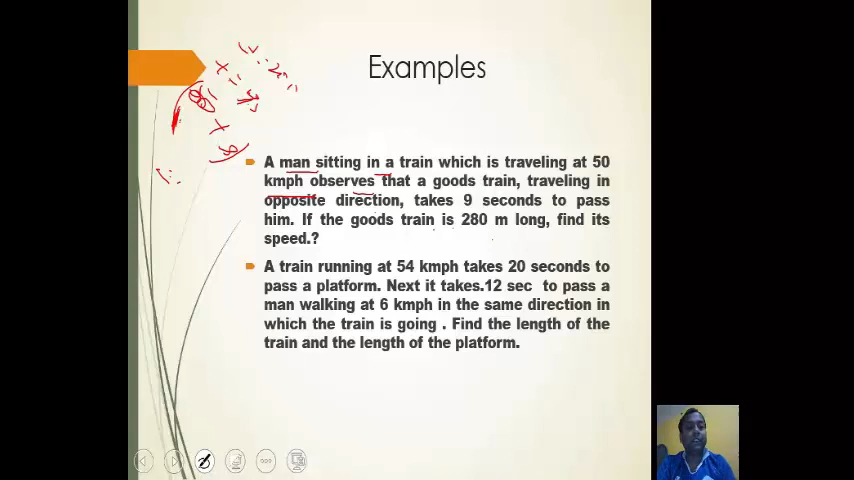 Examples
A man sitting in a train which is traveling at 50
kmph observes that a goods train, traveling in
opposite direction, takes 9 seconds to pass
him. If the goods train is 280 m long, find its
speed.?
A train running at 54 kmph takes 20 seconds to
pass a platform. Next it takes.12 sec to pass a
man walking at 6 kmph in the same direction in
which the train is going . Find the length of the
train and the length of the platform.